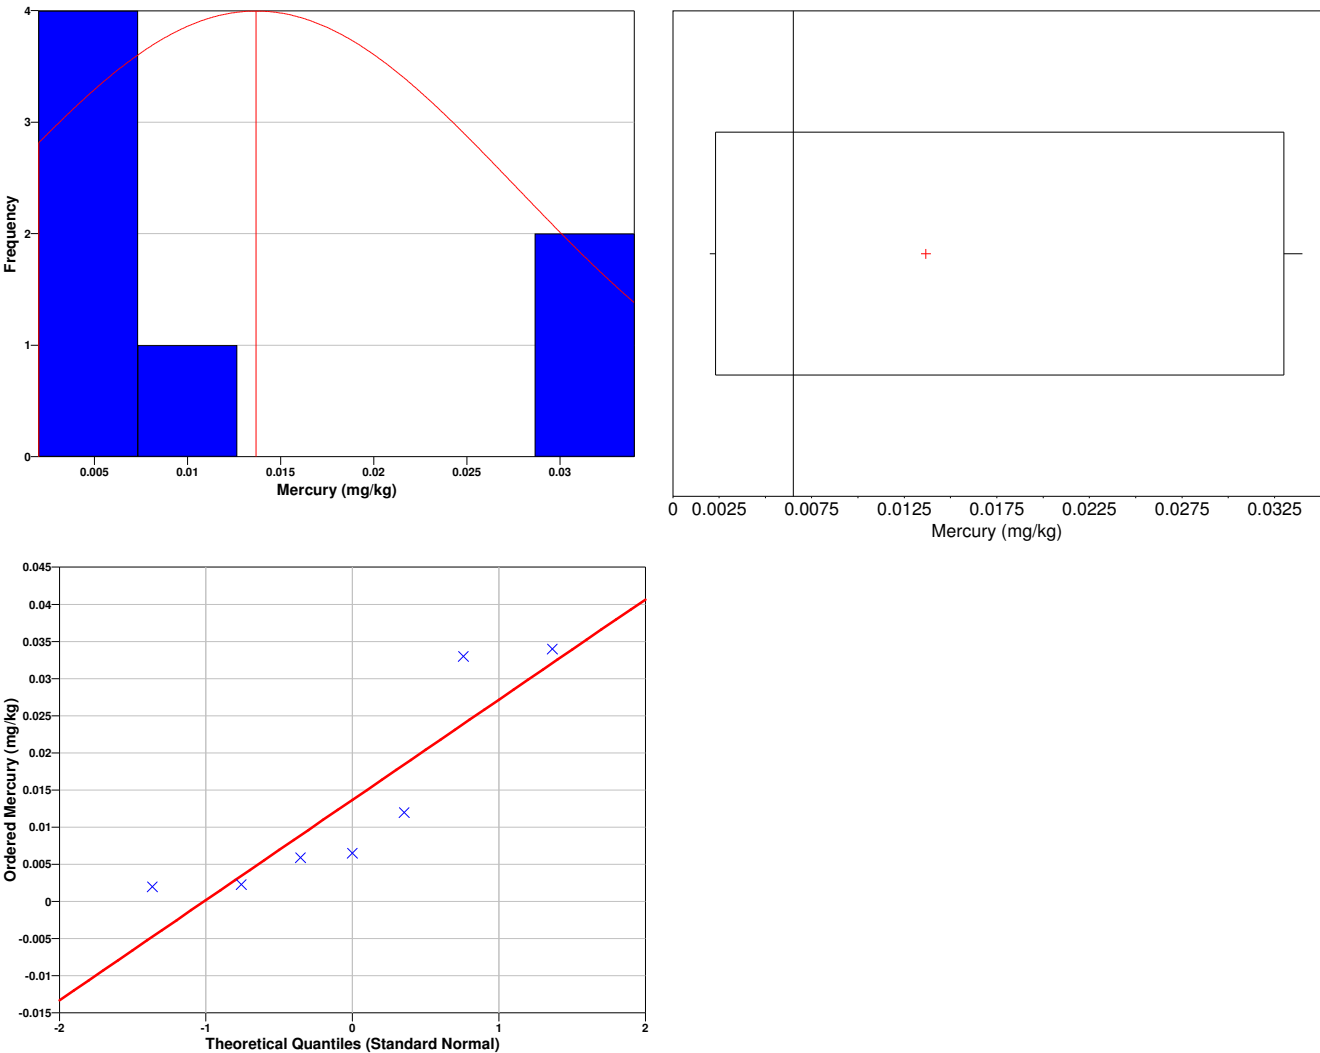 4
3
2
1
0
Frequency
0.005 0.01 0.015 0.02 0.025 0.03
Mercury (mg/kg)
0 0.0025 0.0075 0.0125 0.0175 0.0225 0.0275 0.0325
Mercury (mg/kg)
0.045
0.04
0.035
0.03
0.025
0.02
0.015
0.01
0.005
0
-0.005
-0.01
-0.015
Ordered Mercury (mg/kg)
-2 -1 0 1 2
Theoretical Quantiles (Standard Normal)